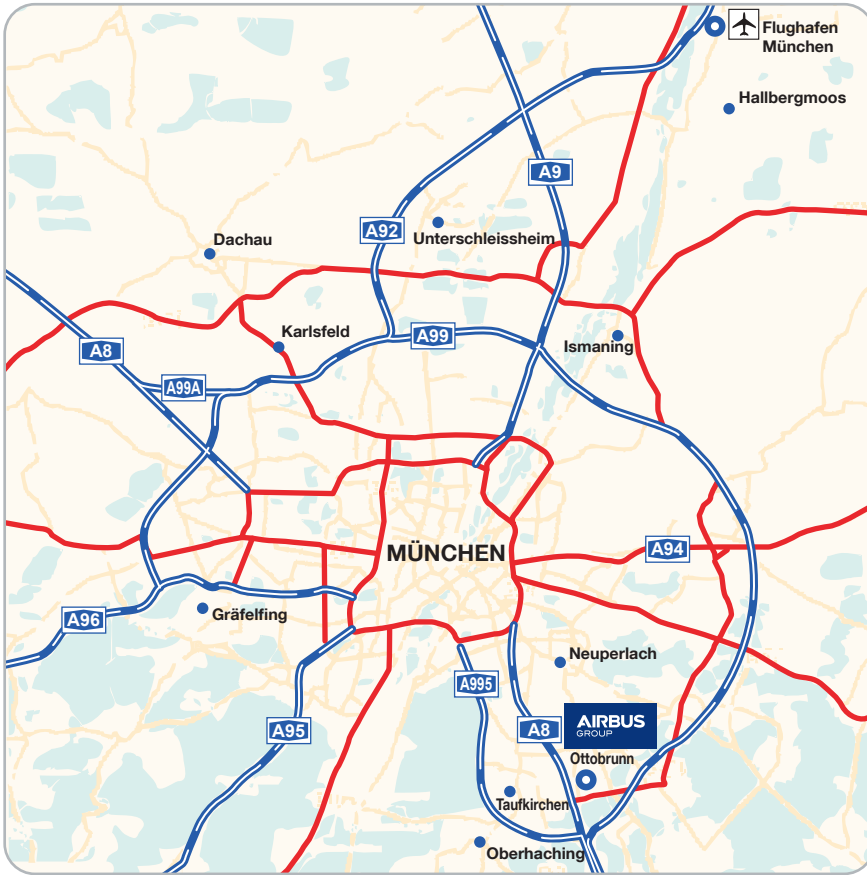 Flughafen
München
Hallbergmoos
A9
A92
Unterschleissheim
Dachau
Karlsfeld
A99
Ismaning
A8
A99A
MÜNCHEN
A94
Gräfelfing
A96
Neuperlach
A995
A95
A8
AIRBUS
GROUP
Ottobrunn
Taufkirchen
Oberhaching